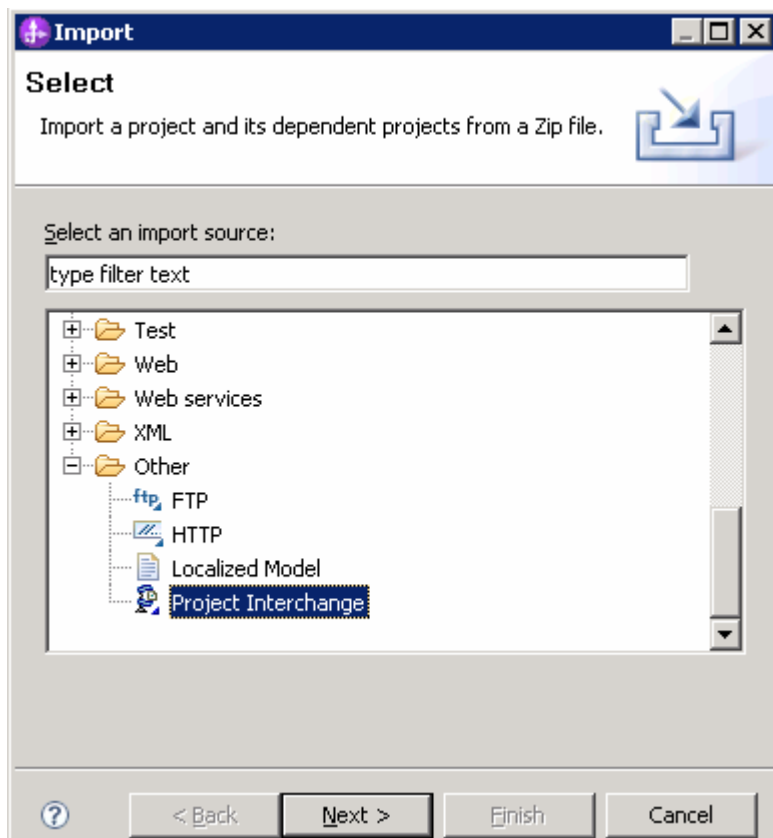 Import
Select
Import a project and its dependent projects from a Zip file.
Select an import source:
type filter text
Test
Web
Web services
XML
Other
ftp FTP
HTTP
Localized Model
Project Interchange
? < Back Next > Finish Cancel